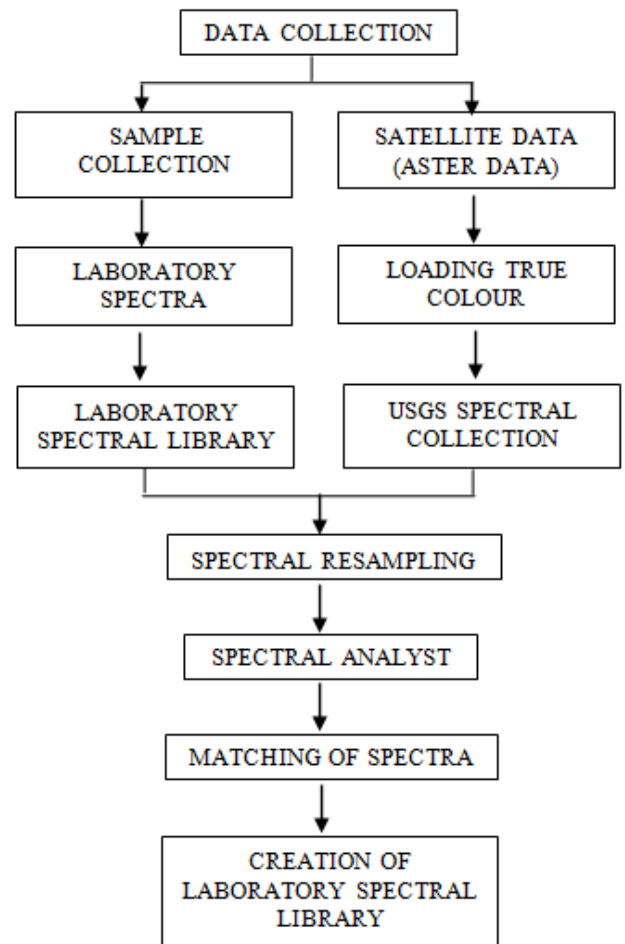 DATA COLLECTION
SAMPLE
COLLECTION
SATELLITE DATA
(ASTER DATA)
LABORATORY
SPECTRA
LOADING TRUE
COLOUR
LABORATORY
SPECTRAL LIBRARY
USGS SPECTRAL
COLLECTION
SPECTRAL RESAMPLING
SPECTRAL ANALYST
MATCHING OF SPECTRA
CREATION OF
LABORATORY SPECTRAL
LIBRARY